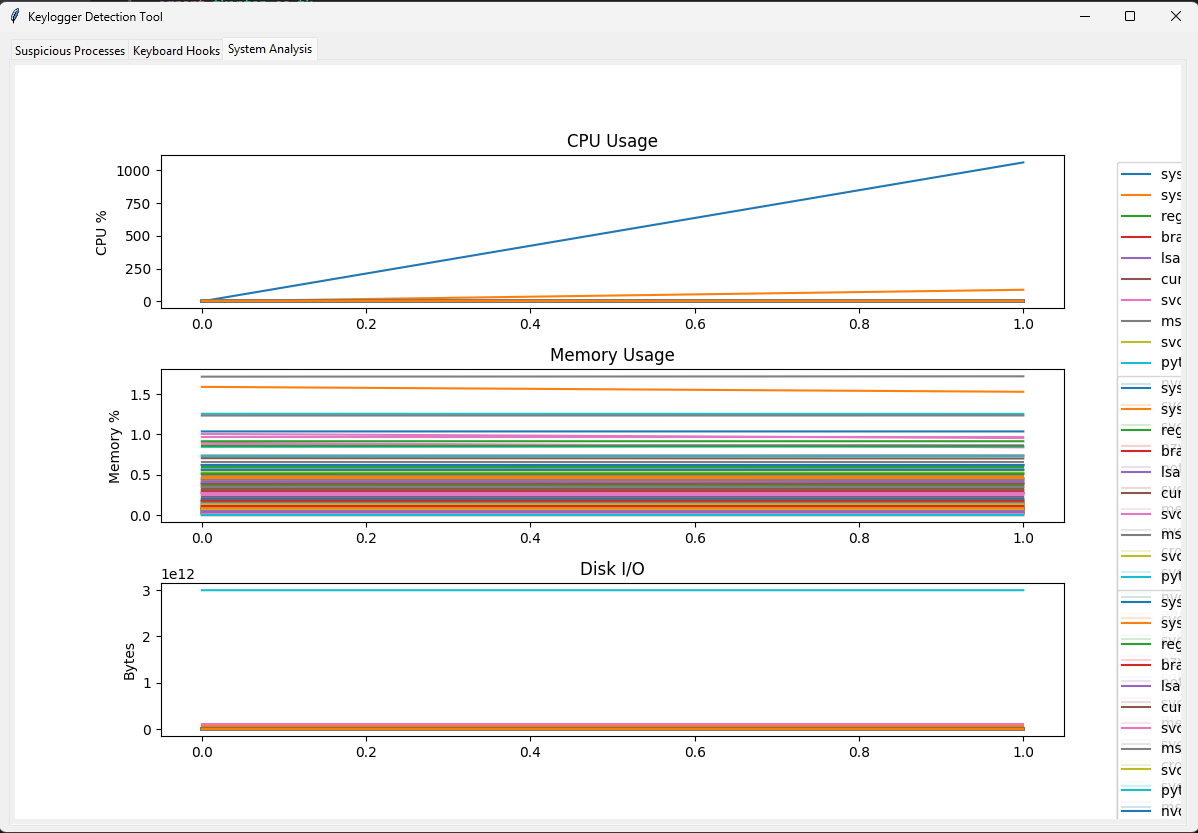 Keylogger Detection Tool
Suspicious Processes Keyboard Hooks System Analysis
CPU Usage
CPU %
1000
750
500
250
0
0.0 0.2 0.4 0.6 0.8 1.0
sys
sys
reg
bra
lsa
cur
svc
ms
svc
pyt
Memory Usage
Memory %
1.5
1.0
0.5
0.0
0.0 0.2 0.4 0.6 0.8 1.0
sys
sys
reg
bra
lsa
cur
svc
ms
svc
pyt
Disk I/O
1e12
Bytes
3
2
1
0
0.0 0.2 0.4 0.6 0.8 1.0
sys
sys
reg
bra
lsa
cur
svc
ms
svc
pyt
nvc